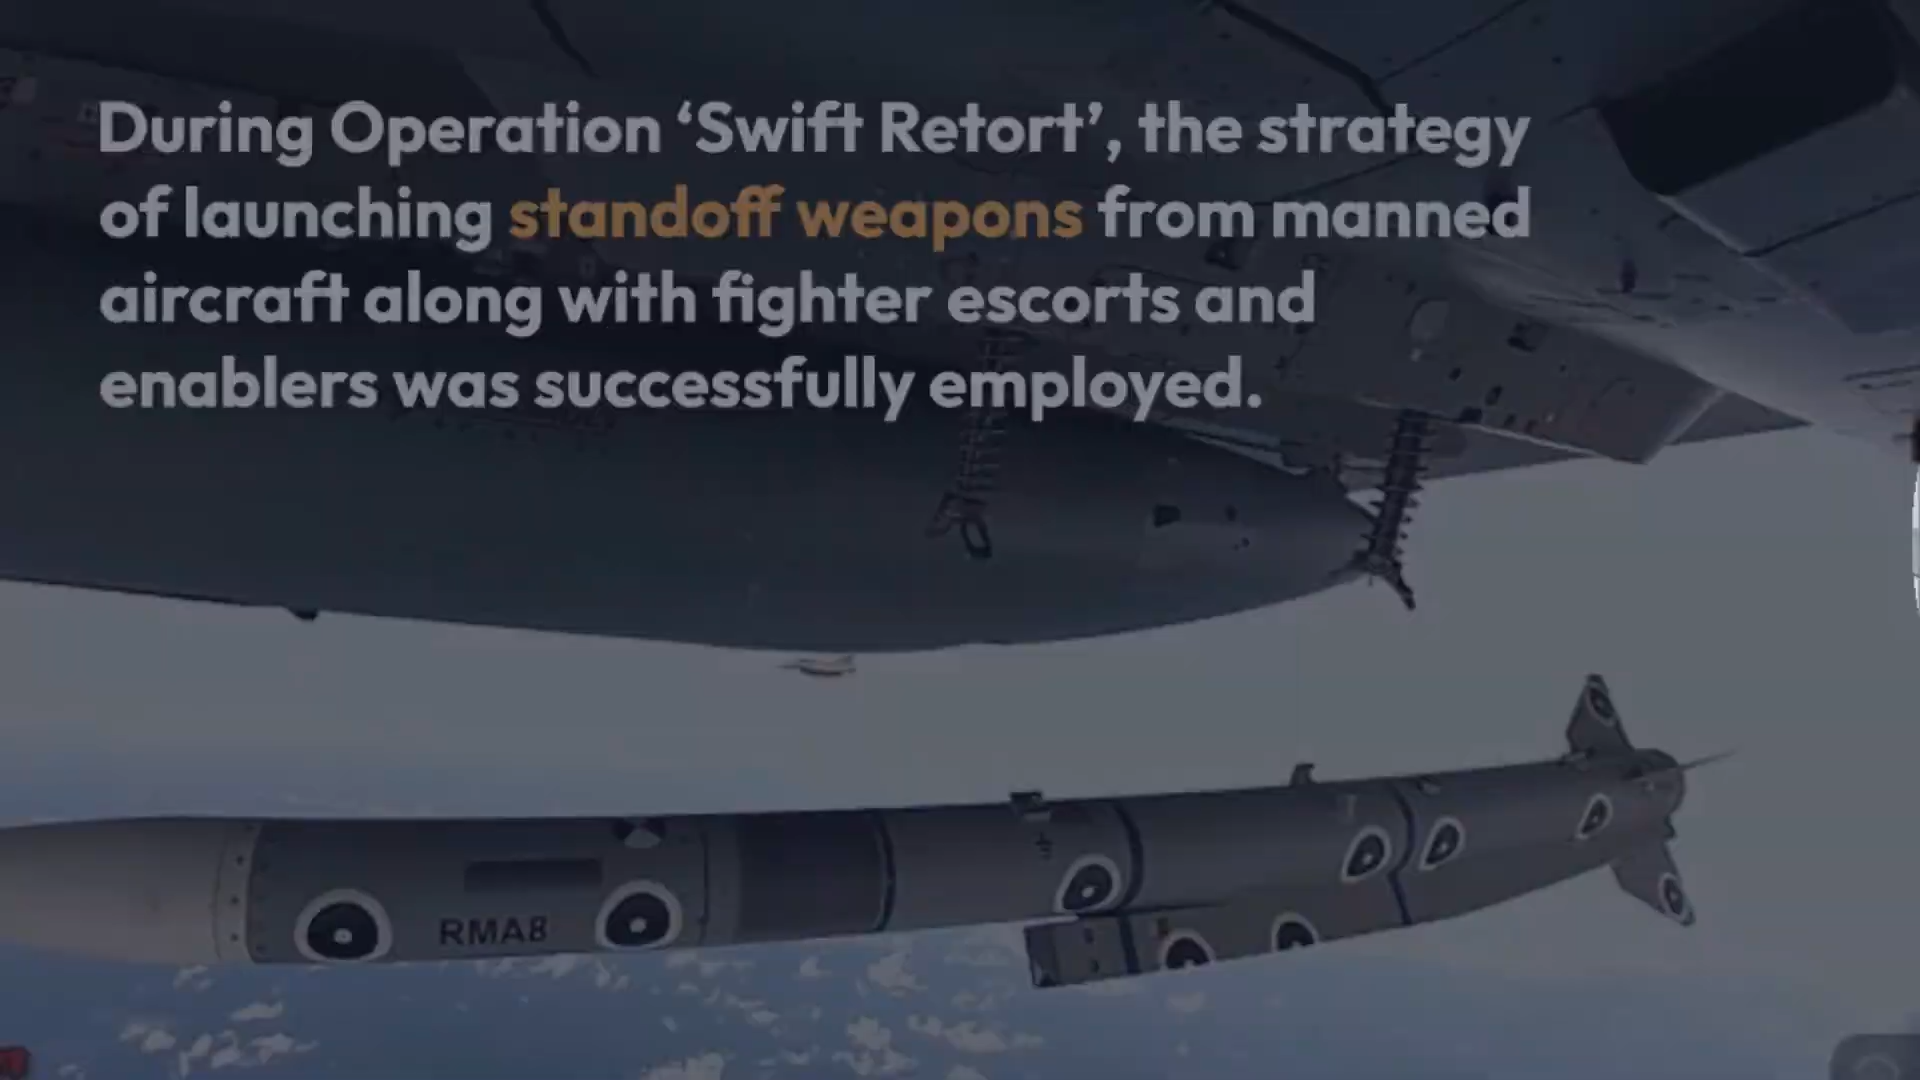 During Operation ‘Swift Retort’, the strategy
of launching standoff weapons from manned
aircraft along with fighter escorts and
enablers was successfully employed.
RMA8